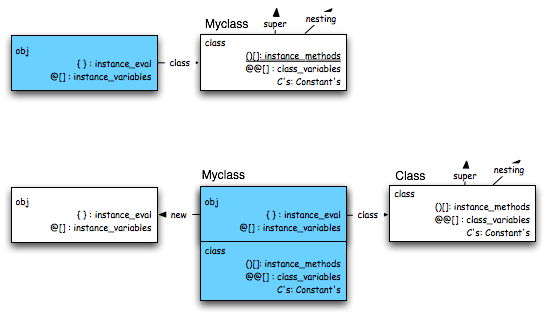 Myclass
super
nesting
obj
{ } : instance_eval
@[] : instance_variables
class
class
()[]: instance_methods
@@[] : class_variables
C's: Constant's
Myclass
Class
super
nesting
obj
{ } : instance_eval
@[] : instance_variables
new
obj
{ } : instance_eval
@[] : instance_variables
class
()[]: instance_methods
@@[] : class_variables
C's: Constant's
class
class
()[]: instance_methods
@@[] : class_variables
C's: Constant's